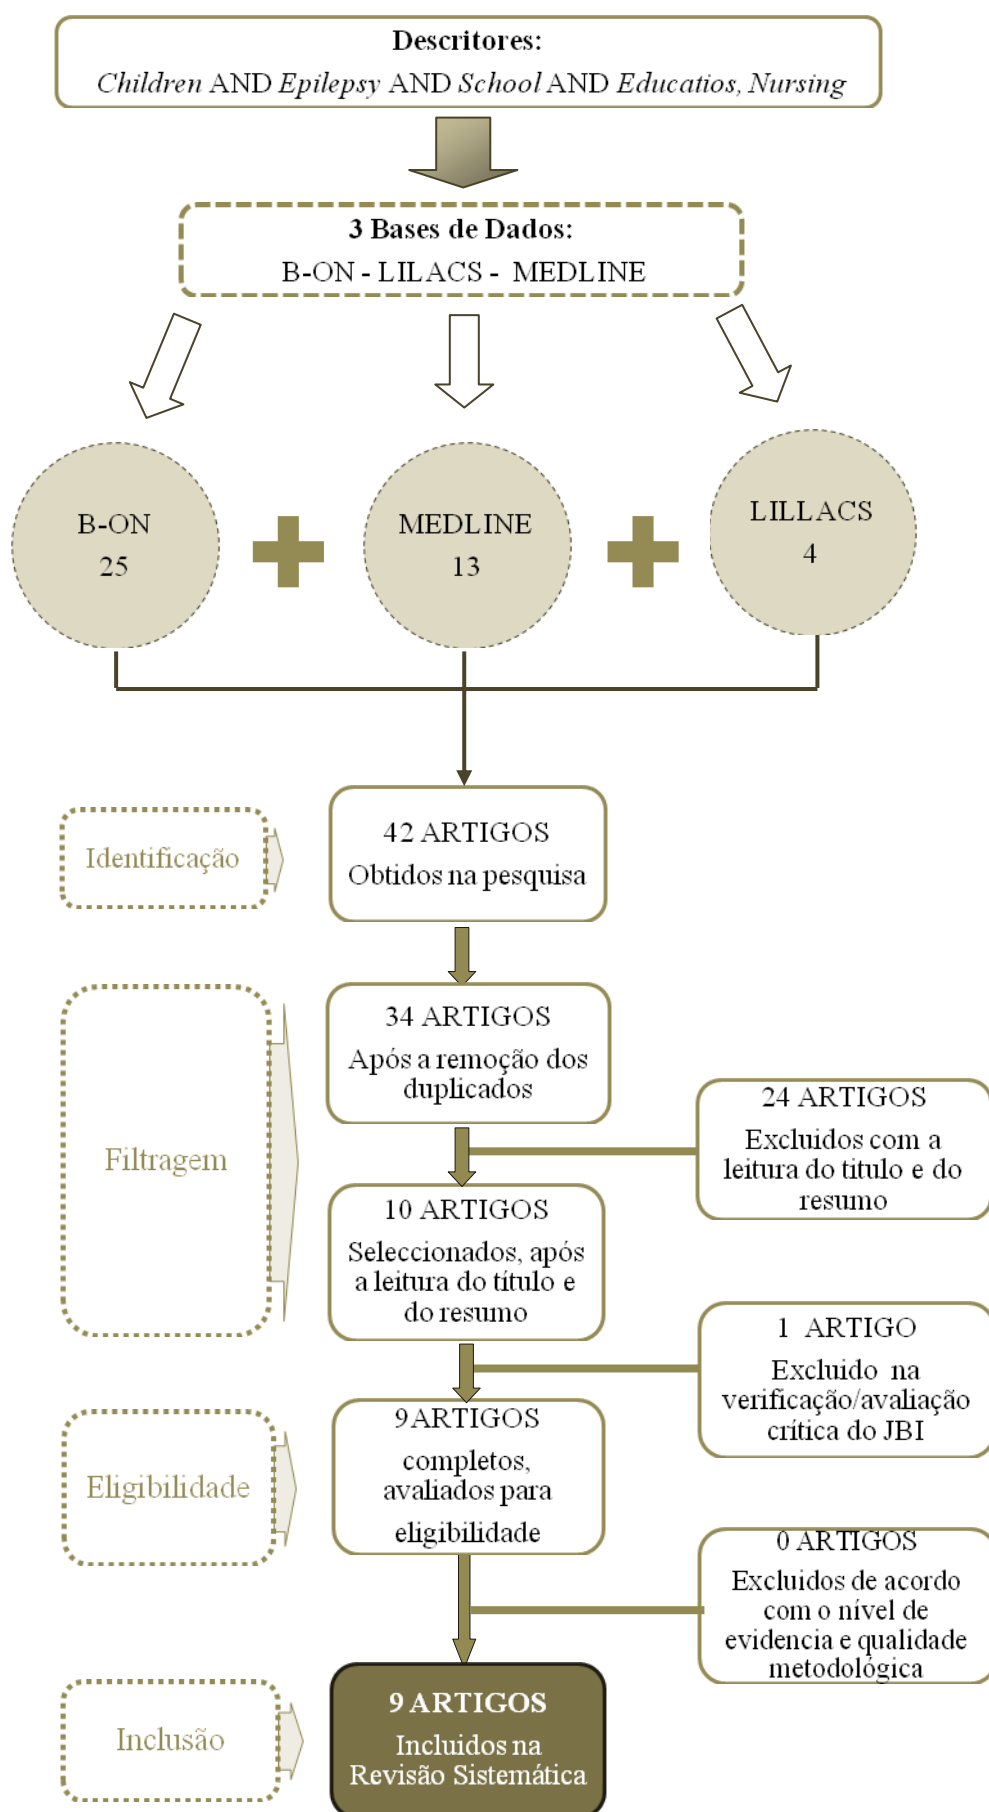 Descritores:
Children AND Epilepsy AND School AND Educatios, Nursing
3 Bases de Dados:
B-ON - LILACS - MEDLINE
B-ON
25
MEDLINE
13
LILLACS
4
Identificação
42 ARTIGOS
Obtidos na pesquisa
Filtragem
34 ARTIGOS
Após a remoção dos
duplicados
24 ARTIGOS
Excluidos com a
leitura do titulo e do
resumo
10 ARTIGOS
Seleccionados, após
a leitura do título e
do resumo
1 ARTIGO
Excluido na
verificação/avaliação
crítica do JBI
Eligibilidade
9 ARTIGOS
completos,
avaliados para
eligibilidade
0 ARTIGOS
Excluidos de acordo
com o nível de
evidencia e qualidade
metodológica
Inclusão
9 ARTIGOS
Incluidos na
Revisão Sistemática